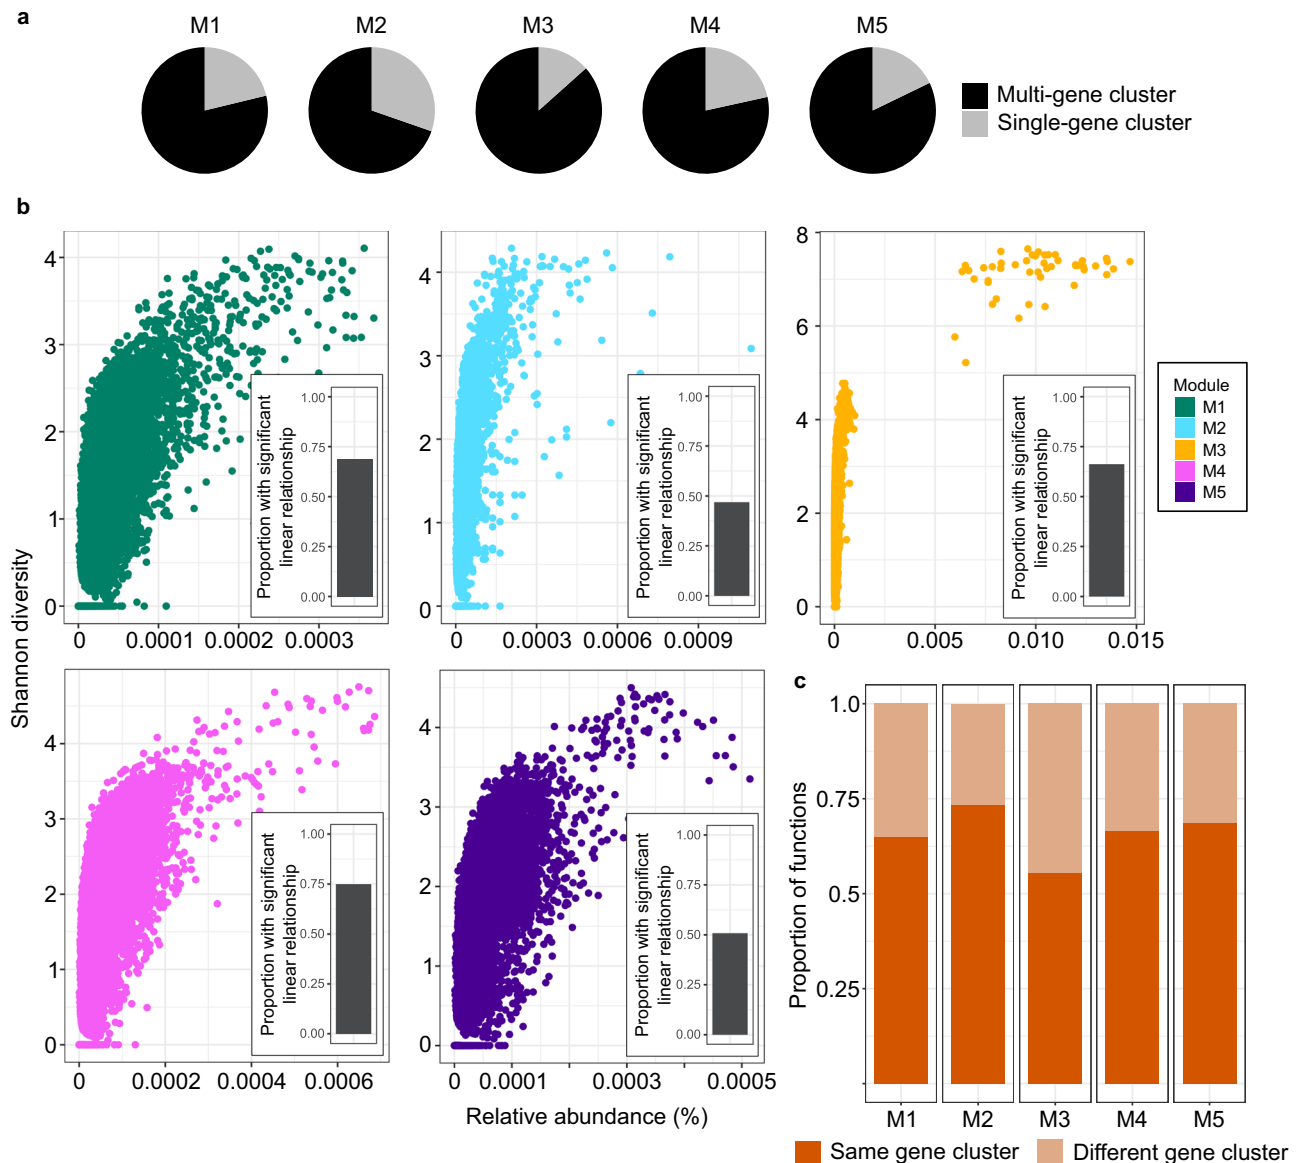 a
M1
M2
M3
M4
M5
Multi-gene cluster
Single-gene cluster
b
Shannon diversity
4
3
2
1
0
0
0.0001
0.0002
0.0003
Proportion with significant
linear relationship
1.00
0.75
0.50
0.25
0.00
4
3
2
1
0
0
0.0003
0.0006
0.0009
Proportion with significant
linear relationship
1.00
0.75
0.50
0.25
0.00
8
6
4
2
0
0
0.005
0.010
0.015
Proportion with significant
linear relationship
1.00
0.75
0.50
0.25
0.00
Module
M1
M2
M3
M4
M5
4
3
2
1
0
0
0.0002
0.0004
0.0006
Proportion with significant
linear relationship
1.00
0.75
0.50
0.25
0.00
4
3
2
1
0
0
0.0001
0.0003
0.0005
Proportion with significant
linear relationship
1.00
0.75
0.50
0.25
0.00
Relative abundance (%)
c
Proportion of functions
1.0
0.75
0.5
0.25
M1
M2
M3
M4
M5
Same gene cluster
Different gene cluster